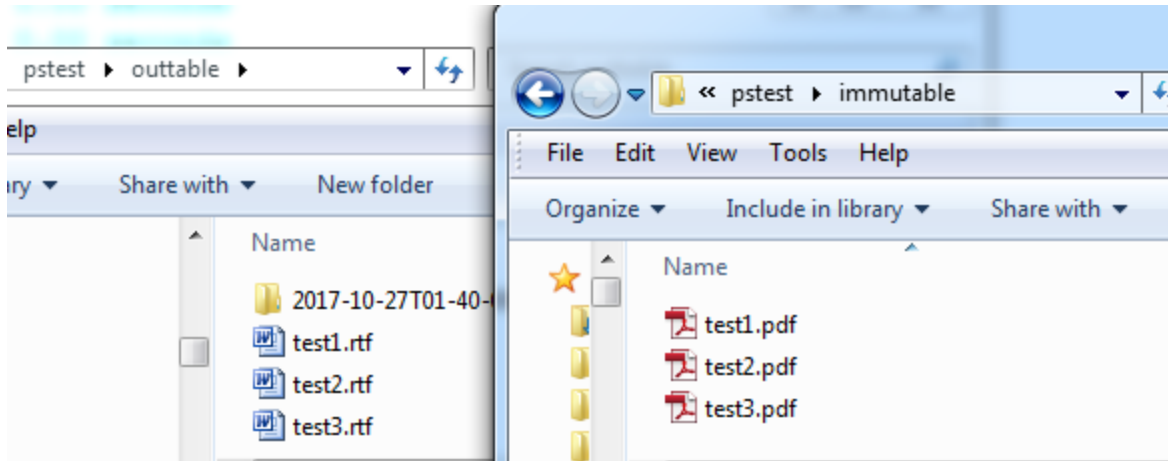 pstest ▸ outtable ▸
elp
ry ▾ Share with ▾ New folder
Name
2017-10-27T01-40-
test1.rtf
test2.rtf
test3.rtf
« pstest ▸ immutable
File Edit View Tools Help
Organize ▾ Include in library ▾ Share with ▾
Name
test1.pdf
test2.pdf
test3.pdf